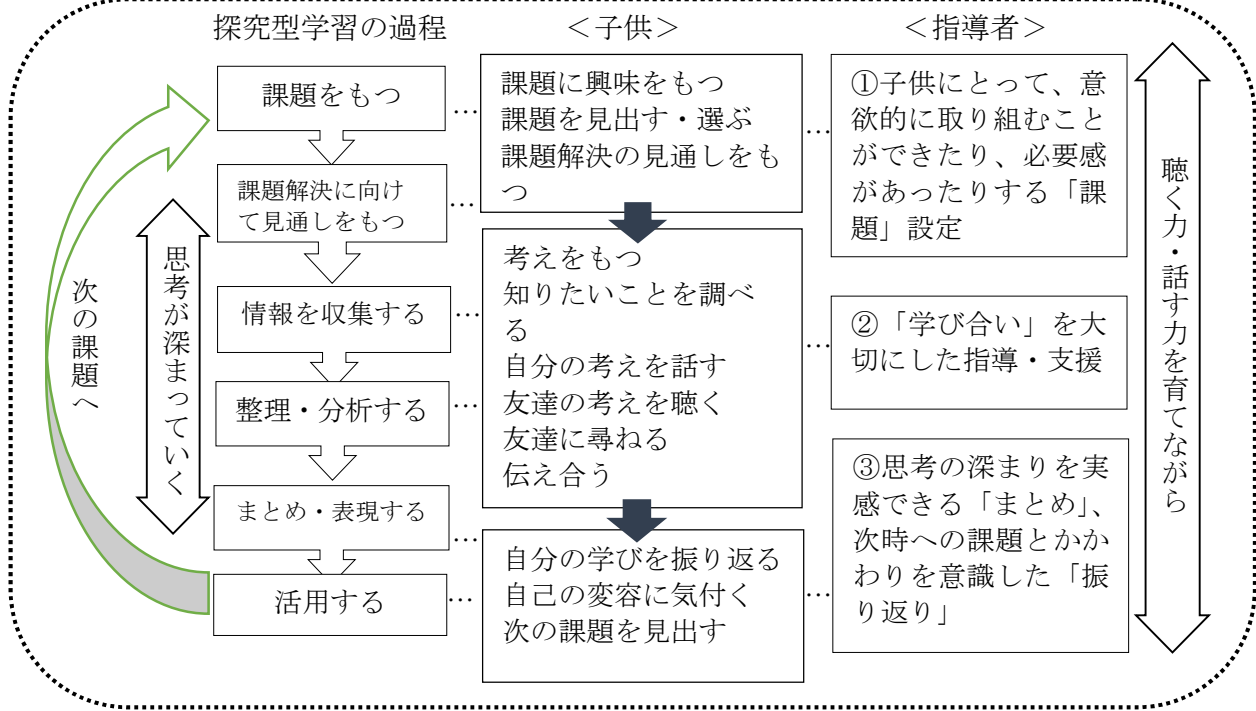 探究型学習の過程
＜子供＞
＜指導者＞
次の課題へ
思考が深まっていく
課題をもつ
…
課題解決に向け
て見通しをもつ
…
情報を収集する
…
整理・分析する
…
まとめ・表現する
…
活用する
…
課題に興味をもつ
課題を見出す・選ぶ
課題解決の見通しをも
つ
…
考えをもつ
知りたいことを調べ
る
自分の考えを話す
友達の考えを聴く
友達に尋ねる
伝え合う
…
自分の学びを振り返る
自己の変容に気付く
次の課題を見出す
…
①子供にとって、意
欲的に取り組むこと
ができたり、必要感
があったりする「課
題」設定
②「学び合い」を大
切にした指導・支援
③思考の深まりを実
感できる「まとめ」、
次時への課題とかか
わりを意識した「振
り返り」
聴く力・話す力を育てながら